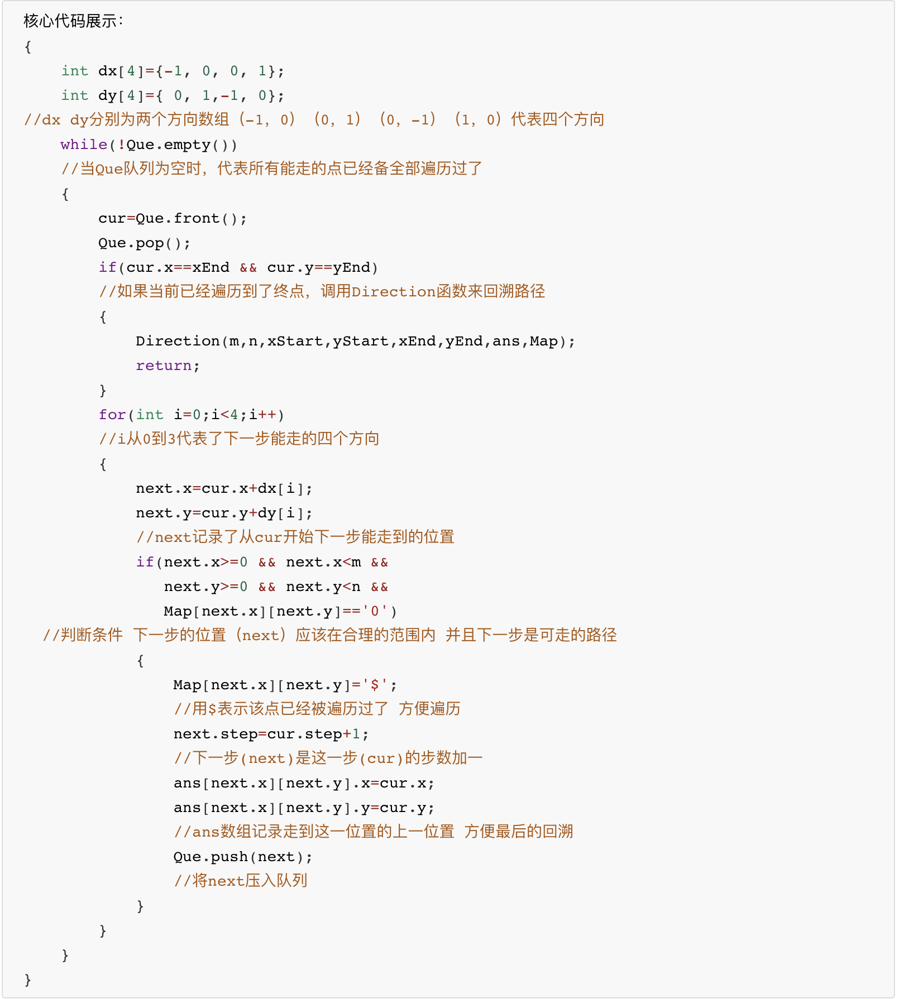 核心代码展示：
{
    int dx[4]={-1, 0, 0, 1};
    int dy[4]={ 0, 1,-1, 0};
//dx dy分别为两个方向数组（-1，0）（0，1）（0，-1）（1，0）代表四个方向
    while(!Que.empty())
    //当Que队列为空时，代表所有能走的点已经备全部遍历过了
    {
        cur=Que.front();
        Que.pop();
        if(cur.x==xEnd && cur.y==yEnd)
        //如果当前已经遍历到了终点，调用Direction函数来回溯路径
        {
            Direction(m,n,xStart,yStart,xEnd,yEnd,ans,Map);
            return;
        }
        for(int i=0;i<4;i++)
        //i从0到3代表了下一步能走的四个方向
        {
            next.x=cur.x+dx[i];
            next.y=cur.y+dy[i];
            //next记录了从cur开始下一步能走到的位置
            if(next.x>=0 && next.x<m &&
               next.y>=0 && next.y<n &&
               Map[next.x][next.y]=='0')
  //判断条件 下一步的位置（next）应该在合理的范围内 并且下一步是可走的路径
            {
                Map[next.x][next.y]='$';
                //用$表示该点已经被遍历过了 方便遍历
                next.step=cur.step+1;
                //下一步(next)是这一步(cur)的步数加一
                ans[next.x][next.y].x=cur.x;
                ans[next.x][next.y].y=cur.y;
                //ans数组记录走到这一位置的上一位置 方便最后的回溯
                Que.push(next);
                //将next压入队列
            }
        }
    }
}